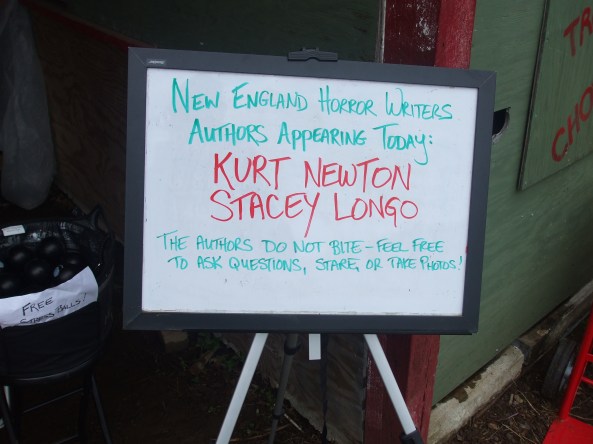 NEW ENGLAND HORROR WRITERS
AUTHORS APPEARING TODAY:
KURT NEWTON
STACEY LONGO
THE AUTHORS DO NOT BITE - FEEL FREE
TO ASK QUESTIONS, STARE, OR TAKE PHOTOS!
FREE
STRESS BALLS!